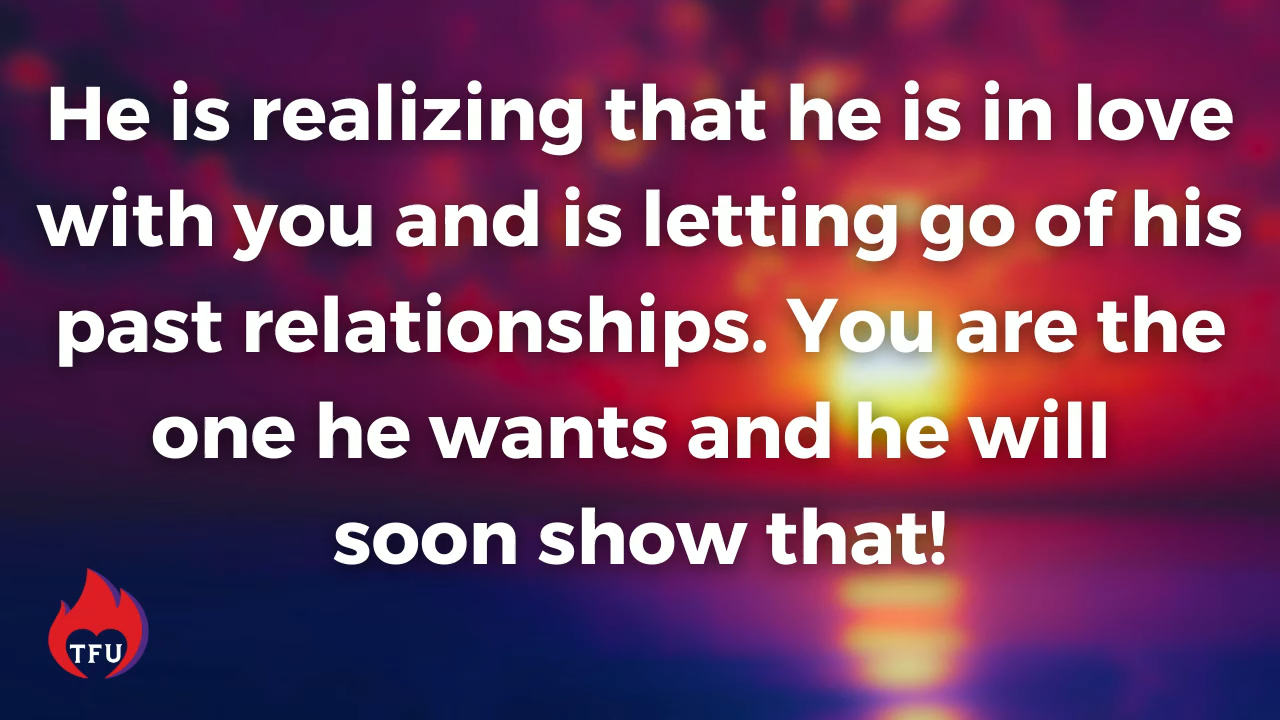 He is realizing that he is in love
with you and is letting go of his
past relationships. You are the
one he wants and he will
soon show that!
TFU